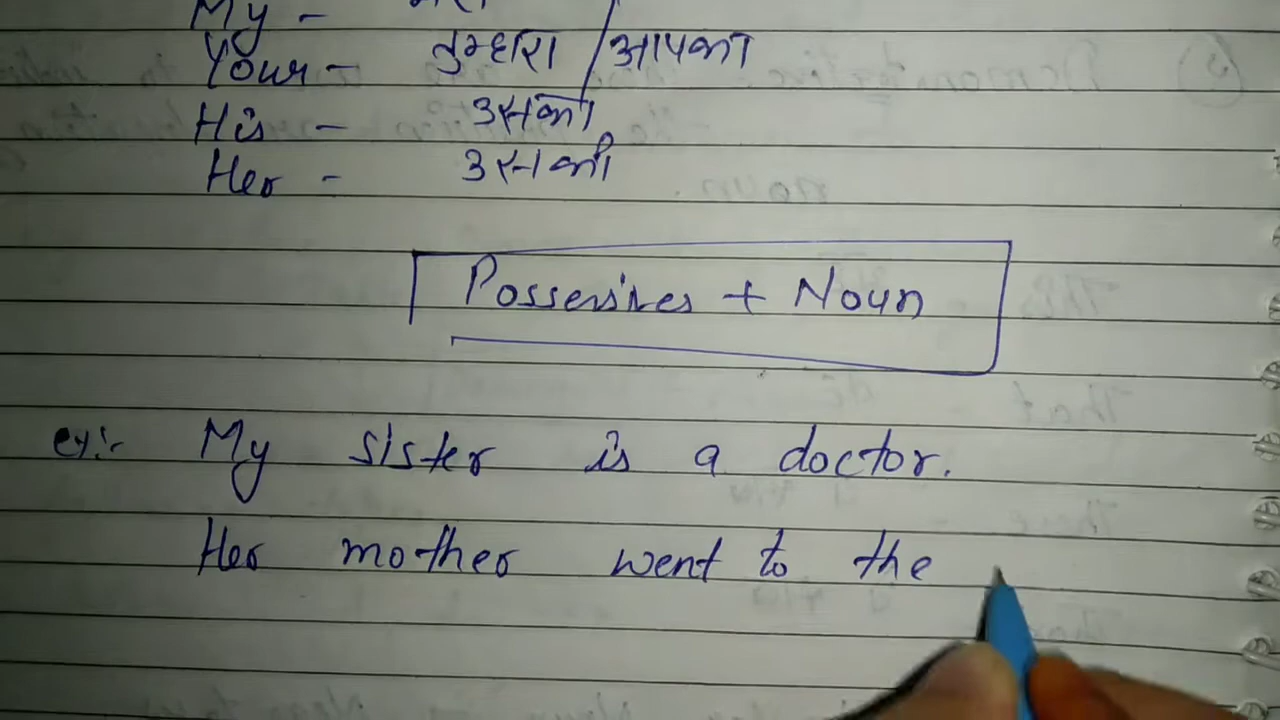 My -
Your - तुम्हारा / आपका
His - उसका
Her - उसकी
Possessives + Noun
ex:- My sister is a doctor.
Her mother went to the